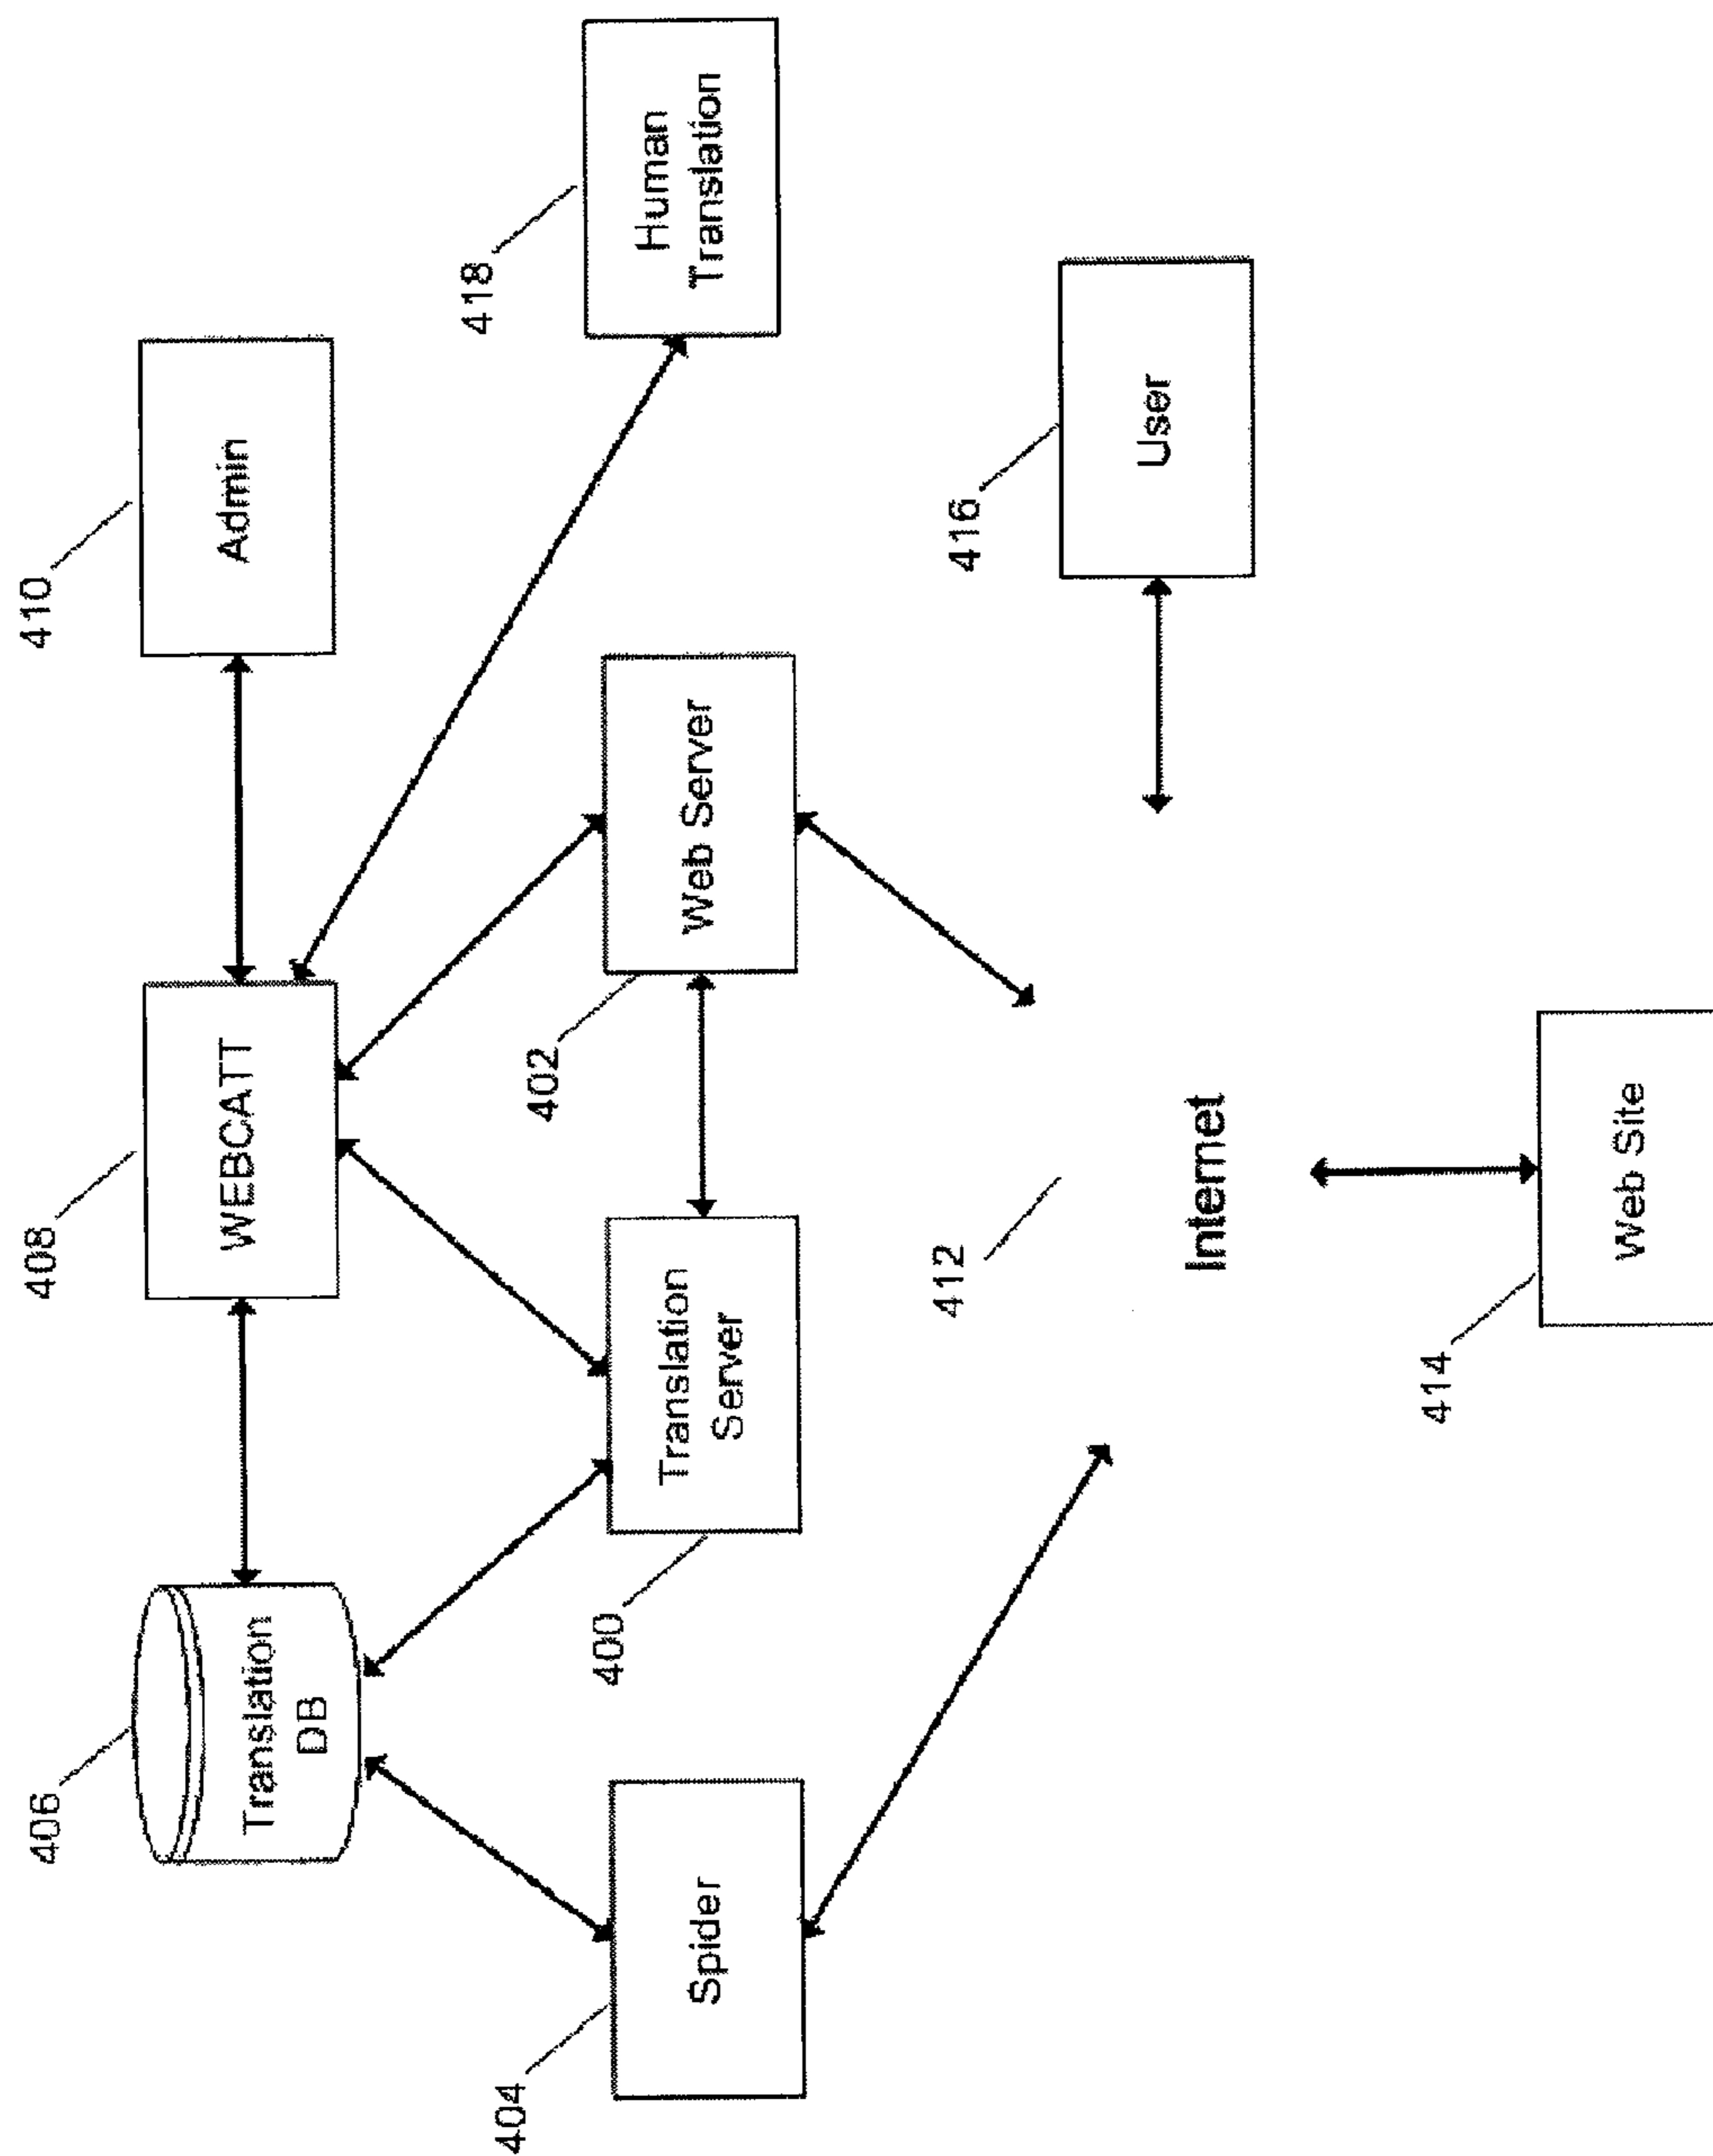 410
Admin
408
WEBCATT
406
Translation
DB
418
Human
Translation
402
Web Server
400
Translation
Server
404
Spider
416
User
412
Internet
414
Web Site